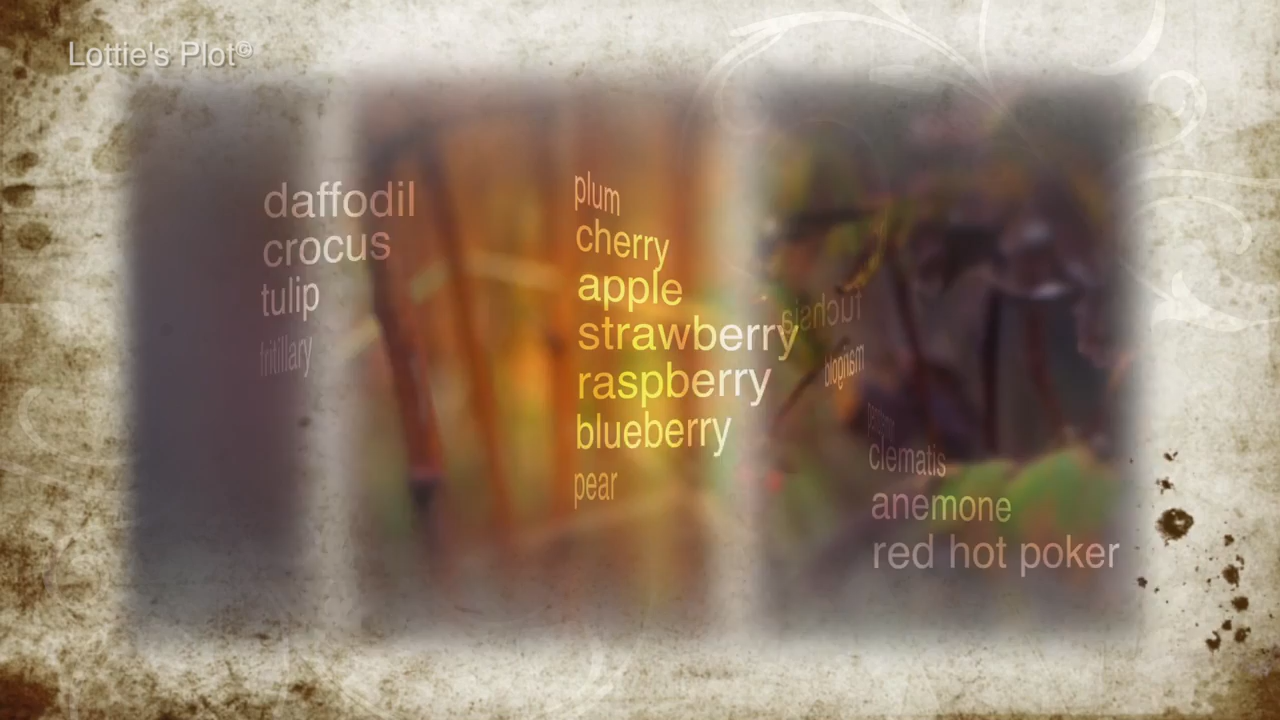 Lottie's Plot©
daffodil
crocus
tulip
fritillary
plum
cherry
apple
strawberry
raspberry
blueberry
pear
fuchsia
marigold
clematis
anemone
red hot poker